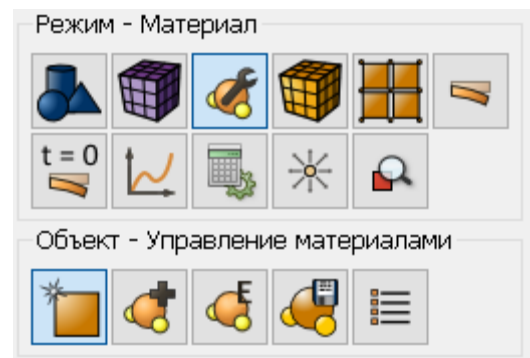 Режим - Материал
t = 0
Объект - Управление материалами
E